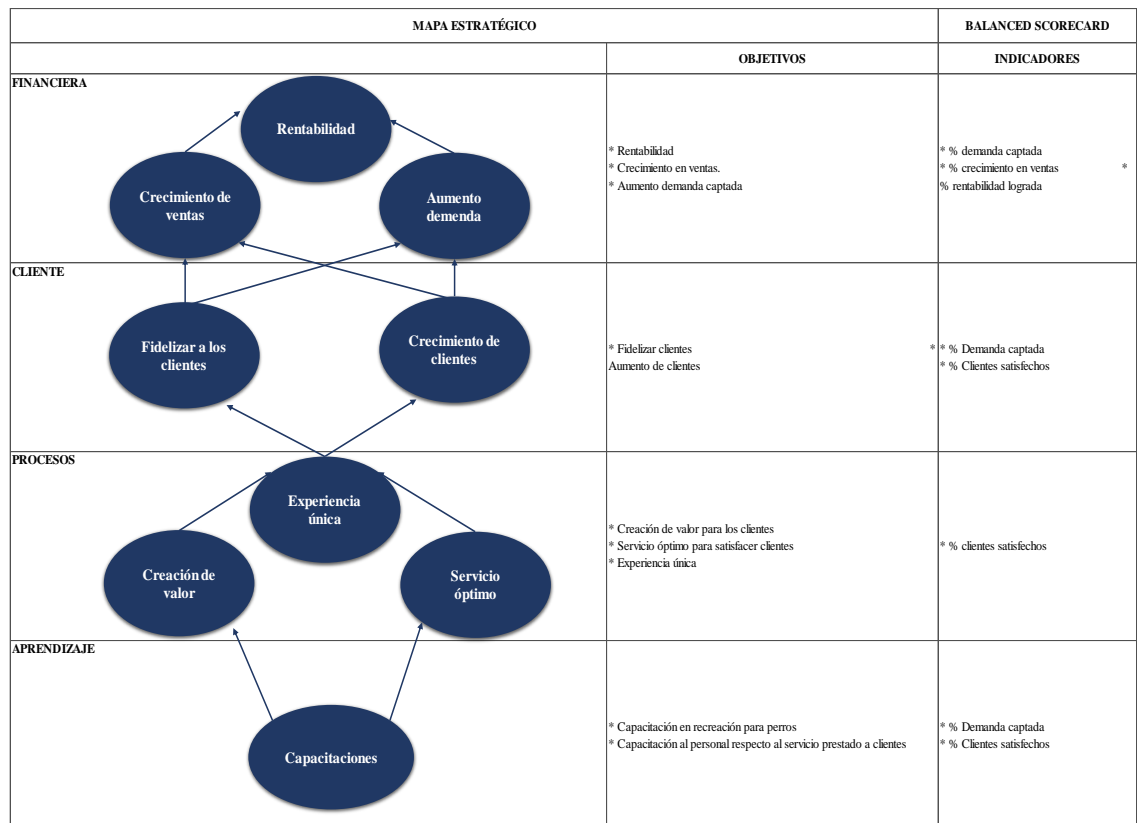 MAPA ESTRATÉGICO
BALANCED SCORECARD
OBJETIVOS
INDICADORES
FINANCIERA
Rentabilidad
Crecimiento de
ventas
Aumento
demenda
* Rentabilidad
* Crecimiento en ventas.
* Aumento demanda captada
* % demanda captada
* % crecimiento en ventas *
% rentabilidad lograda
CLIENTE
Fidelizar a los
clientes
Crecimiento de
clientes
* Fidelizar clientes *
Aumento de clientes
* % Demanda captada
* % Clientes satisfechos
PROCESOS
Experiencia
única
Creación de
valor
Servicio
óptimo
* Creación de valor para los clientes
* Servicio óptimo para satisfacer clientes
* Experiencia única
* % clientes satisfechos
APRENDIZAJE
Capacitaciones
* Capacitación en recreación para perros
* Capacitación al personal respecto al servicio prestado a clientes
* % Demanda captada
* % Clientes satisfechos